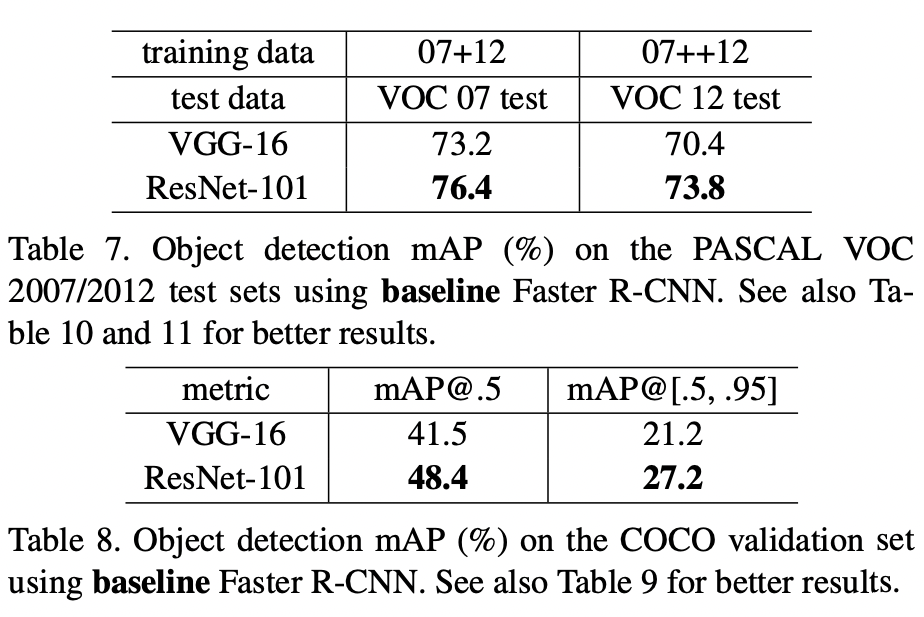 training data 07+12 07++12
test data VOC 07 test VOC 12 test
VGG-16 73.2 70.4
ResNet-101 76.4 73.8
Table 7. Object detection mAP (%) on the PASCAL VOC
2007/2012 test sets using baseline Faster R-CNN. See also Ta-
ble 10 and 11 for better results.
metric mAP@.5 mAP@[.5, .95]
VGG-16 41.5 21.2
ResNet-101 48.4 27.2
Table 8. Object detection mAP (%) on the COCO validation set
using baseline Faster R-CNN. See also Table 9 for better results.